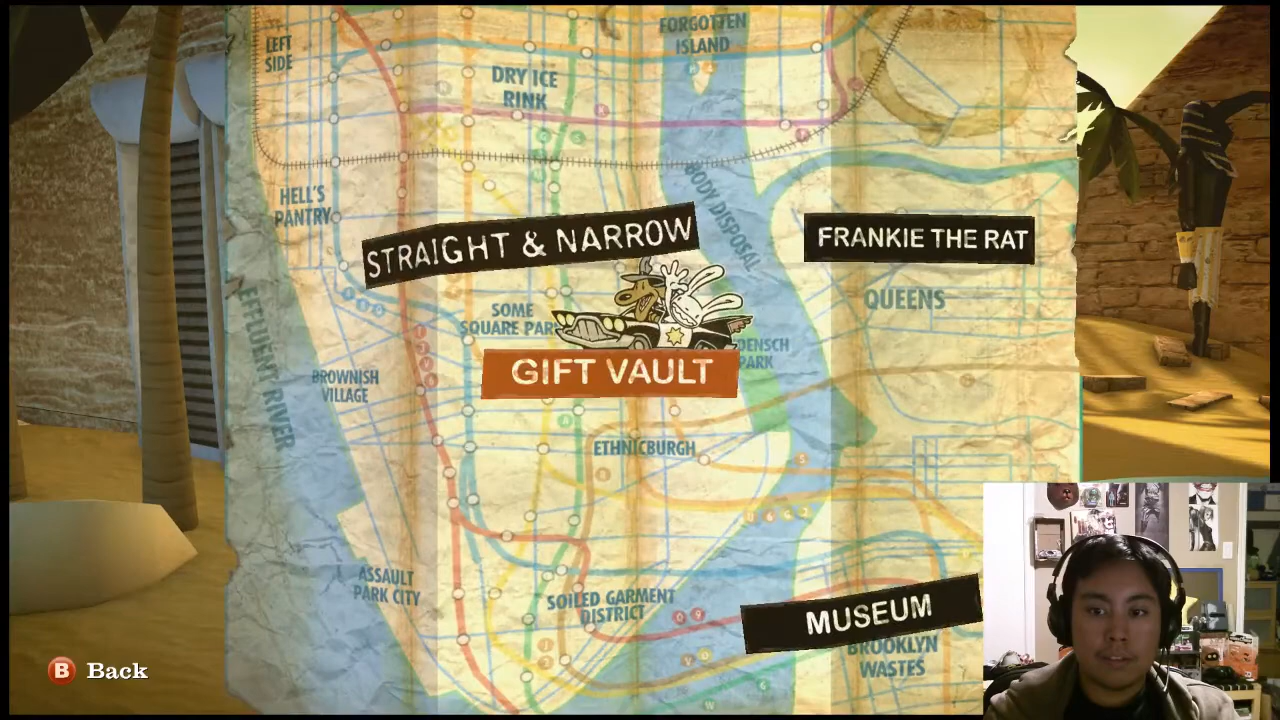 FORGOTTEN
ISLAND
LEFT
SIDE
DRY ICE
RINK
HELL'S
PANTRY
BODY DISPOSAL
STRAIGHT & NARROW
FRANKIE THE RAT
QUEENS
SOME
SQUARE PAR
EFFLUENT RIVER
GIFT VAULT
PARK
BROWNISH
VILLAGE
ETHNICBURGH
ASSAULT
PARK CITY
SOILED GARMENT
DISTRICT
MUSEUM
BROOKLYN
WASTES
B Back